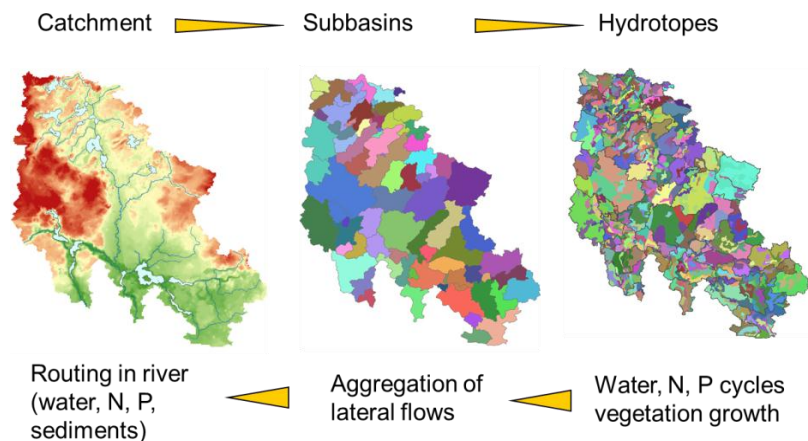 Catchment
Subbasins
Hydrotopes
Routing in river
(water, N, P,
sediments)
Aggregation of
lateral flows
Water, N, P cycles
vegetation growth